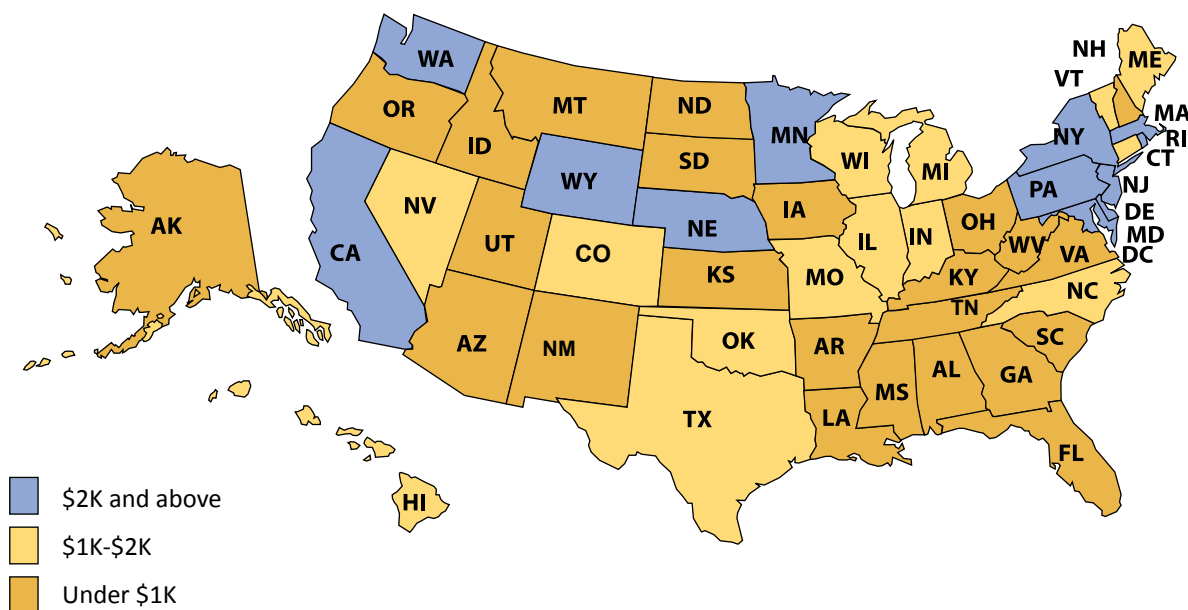 NH
ME
VT
WA
MA
MT
ND
OR
MN
NY
RI
ID
WI
CT
SD
MI
WY
PA
NJ
NV
IA
DE
AK
NE
OH
MD
UT
IL
IN
WV
CA
CO
VA
DC
KS
MO
KY
NC
TN
OK
SC
AZ
NM
AR
AL
GA
MS
TX
LA
FL
HI
$2K and above
$1K-$2K
Under $1K